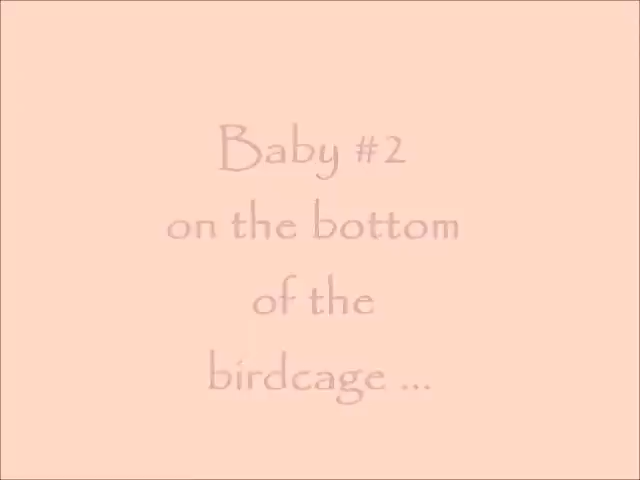 Baby #2
on the bottom
of the
birdcage ...